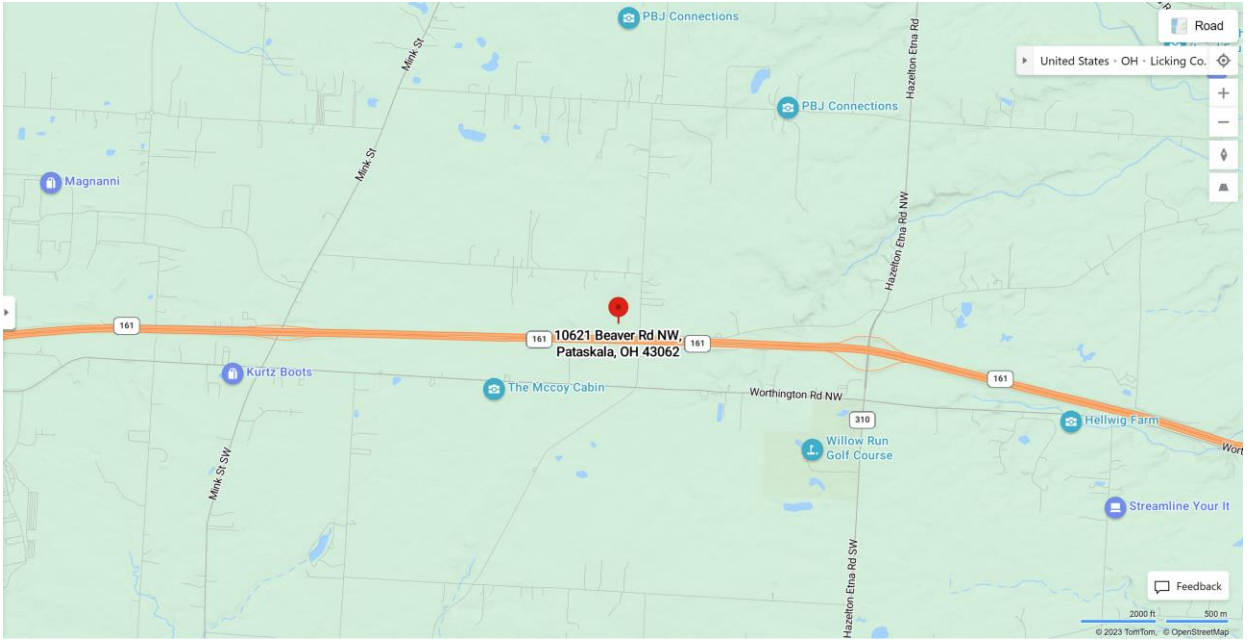 PBJ Connections
Road
United States · OH · Licking Co.
Mink St
Hazelton Etna Rd
PBJ Connections
Mink St
Magnanni
Hazelton Etna Rd NW
161
161
10621 Beaver Rd NW,
Pataskala, OH 43062
161
161
Kurtz Boots
The Mccoy Cabin
Worthington Rd NW
310
Hellwig Farm
Willow Run
Golf Course
Mink St SW
Streamline Your It
Hazelton Etna Rd SW
Feedback
2000 ft
500 m
© 2023 TomTom, © OpenStreetMap